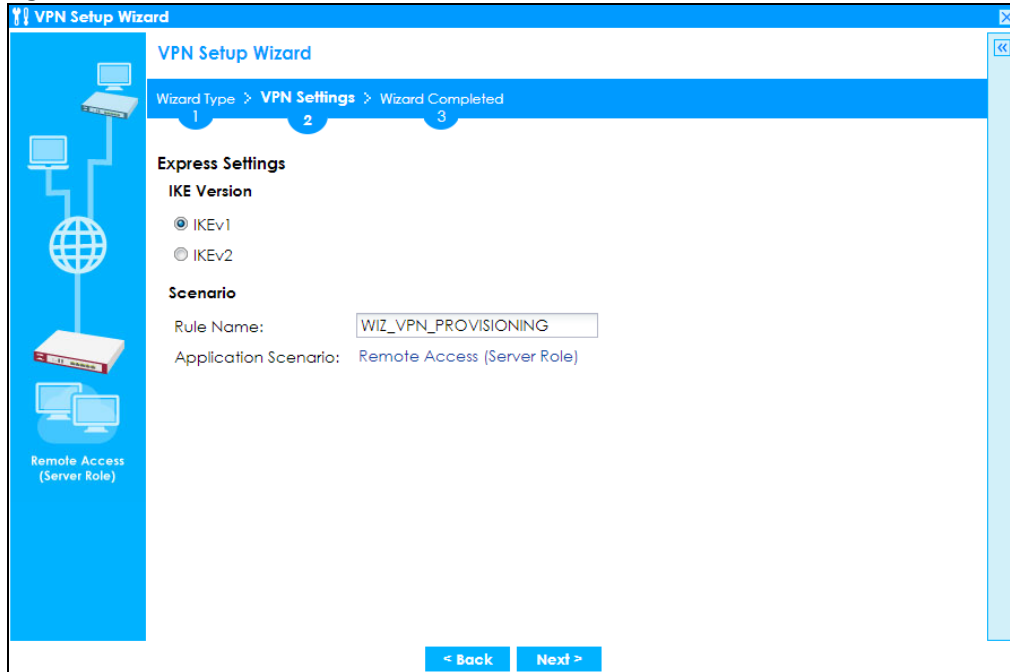 VPN Setup Wizard
VPN Setup Wizard
Wizard Type > VPN Settings > Wizard Completed
1 2 3
Express Settings
IKE Version
IKEv1
IKEv2
Scenario
Rule Name: WIZ_VPN_PROVISIONING
Application Scenario: Remote Access (Server Role)
Remote Access
(Server Role)
< Back Next >